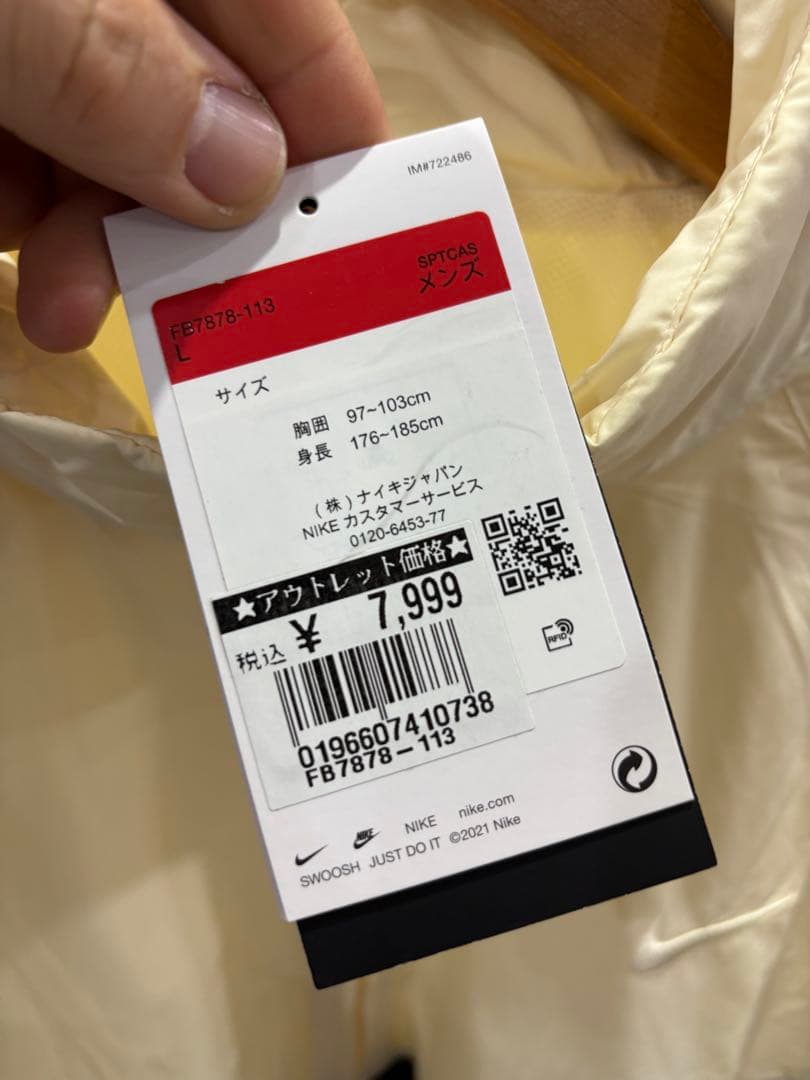 IM#722486
SPTCAS
メンズ
FB7878-113
L
サイズ
胸囲 97~103cm
身長 176~185cm
(株)ナイキジャパン
NIKE カスタマーサービス
0120-6453-77
★アウトレット価格★
税込 ¥ 7,999
0196607410738
FB7878-113
RFID
NIKE NIKE nike.com
SWOOSH JUST DO IT ©2021 Nike